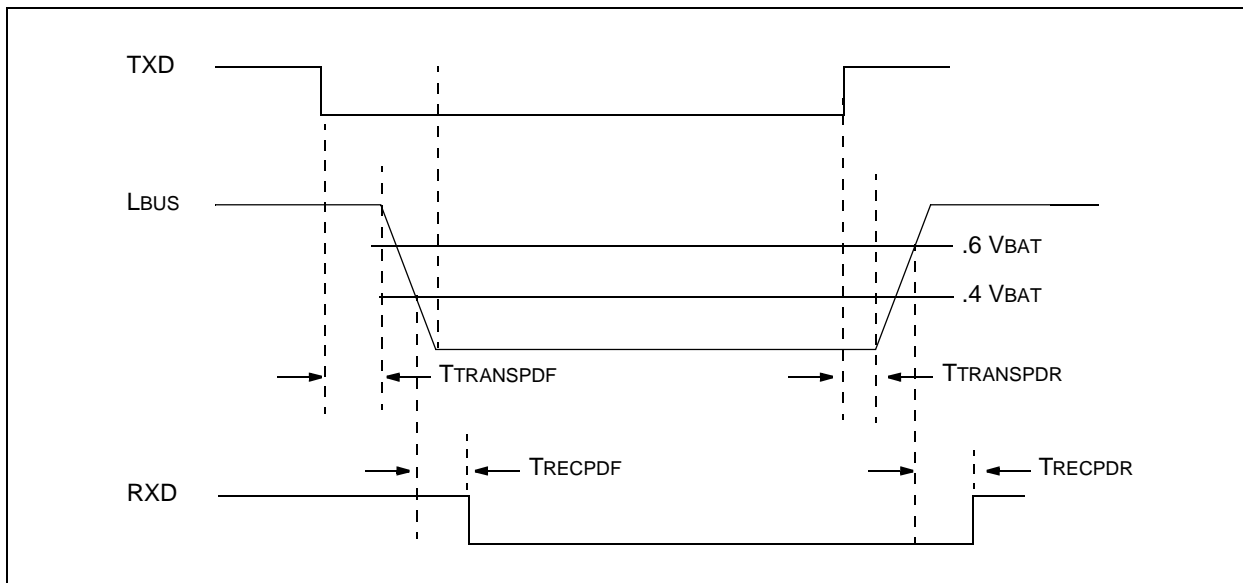 TXD
LBUS
.6 VBAT
.4 VBAT
TTRANSPDF
TTRANSPDR
TRECPDF
TRECPDR
RXD